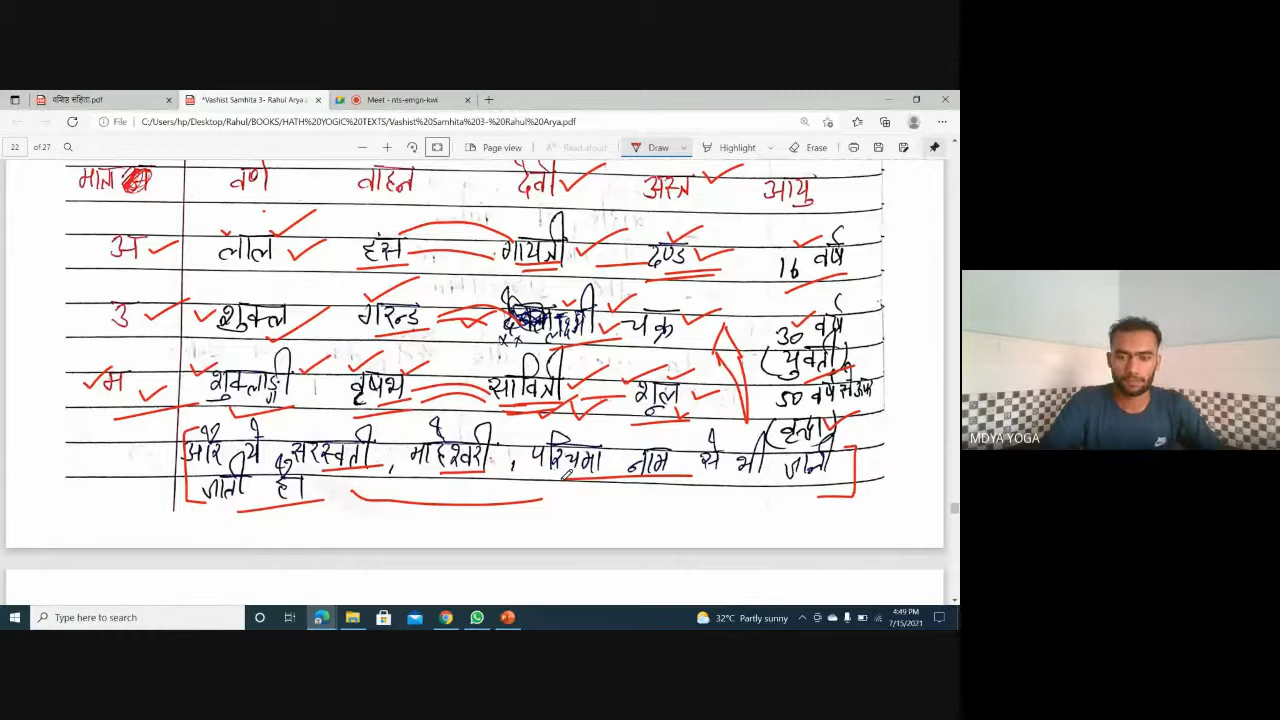 वशिष्ठ संहिता.pdf
*Vashist Samhita 3- Rahul Arya.
Meet - nts-emgn-kwi
File C:/Users/hp/Desktop/Rahul/BOOKS/HATH%20YOGIC%20TEXTS/Vashist%20Samhita%203-%20Rahul%20Arya.pdf
22 of 27 Page view Read aloud Draw Highlight Erase
वर्ण वाहन देवी अस्त्र आयु
अ लाल हंस गायत्री दण्ड 16 वर्ष
उ शुक्ल गरुड चक्र 30 वर्ष
(युवती)
म शुक्लाङ्गी वृषभ सावित्री शूल 50 वर्ष से
(वृद्धा)
और ये सरस्वती, माहेश्वरी, पश्चिमा नाम से भी जानी
जाती है।
MDYA YOGA
Type here to search
32°C Partly sunny
4:49 PM
7/15/2021